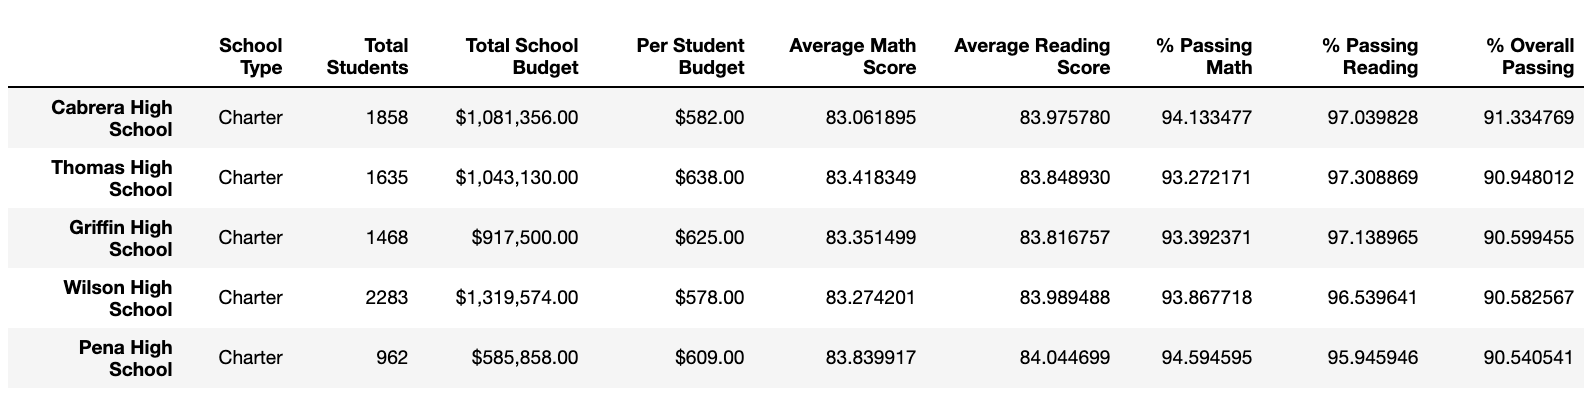 School Type Total Students Total School Budget Per Student Budget Average Math Score Average Reading Score % Passing Math % Passing Reading % Overall Passing
Cabrera High School Charter 1858 $1,081,356.00 $582.00 83.061895 83.975780 94.133477 97.039828 91.334769
Thomas High School Charter 1635 $1,043,130.00 $638.00 83.418349 83.848930 93.272171 97.308869 90.948012
Griffin High School Charter 1468 $917,500.00 $625.00 83.351499 83.816757 93.392371 97.138965 90.599455
Wilson High School Charter 2283 $1,319,574.00 $578.00 83.274201 83.989488 93.867718 96.539641 90.582567
Pena High School Charter 962 $585,858.00 $609.00 83.839917 84.044699 94.594595 95.945946 90.540541